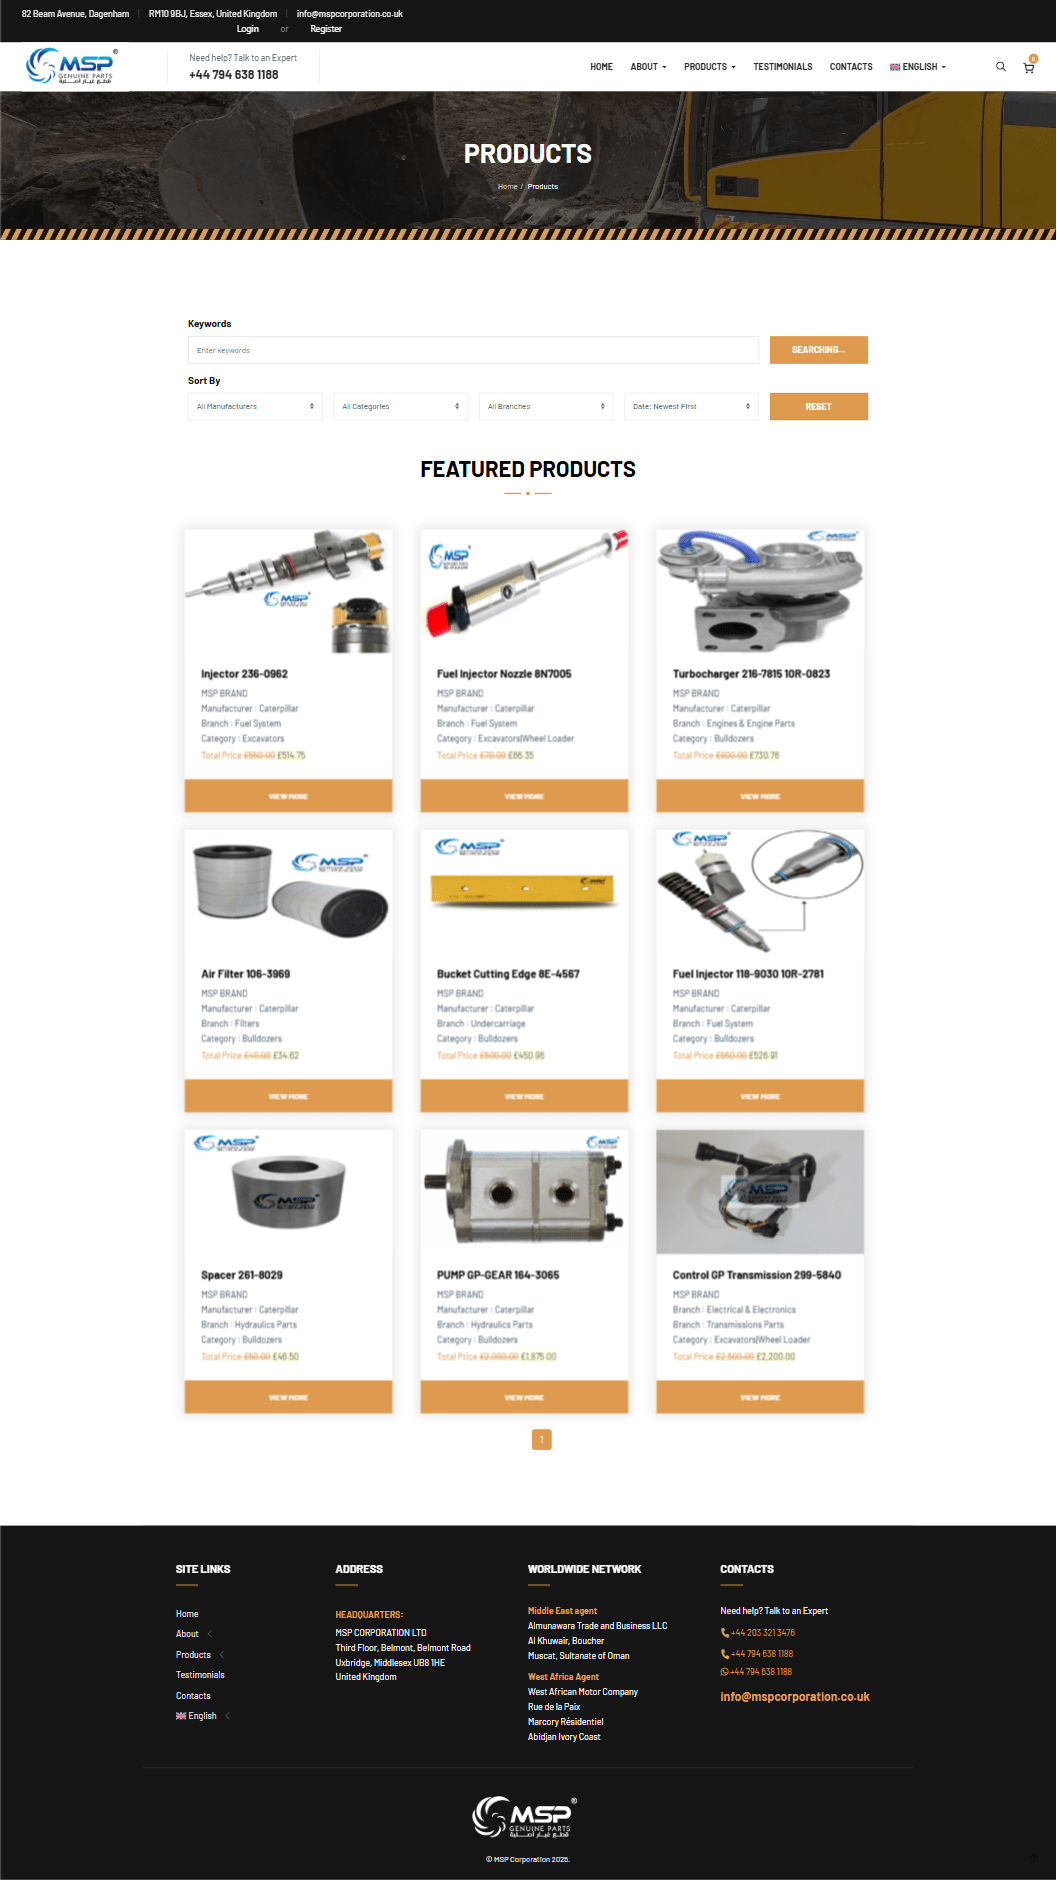 82 Beam Avenue, Dagenham
RM10 9BJ, Essex, United Kingdom
info@mspcorporation.co.uk
Login or Register
MSP®
GENUINE PARTS
قطع غيار أصلية
Need help? Talk to an Expert
+44 794 638 1188
HOME
ABOUT
PRODUCTS
TESTIMONIALS
CONTACTS
ENGLISH
0
PRODUCTS
Home / Products
Keywords
Enter keywords
SEARCHING...
Sort By
All Manufacturers
All Categories
All Branches
Date: Newest First
RESET
FEATURED PRODUCTS
MSP
Injector 236-0962
MSP BRAND
Manufacturer : Caterpillar
Branch : Fuel System
Category : Excavators
Total Price £550.00 £514.75
VIEW MORE
MSP
Fuel Injector Nozzle 8N7005
MSP BRAND
Manufacturer : Caterpillar
Branch : Fuel System
Category : Excavators|Wheel Loader
Total Price £70.00 £66.35
VIEW MORE
MSP
Turbocharger 216-7815 10R-0823
MSP BRAND
Manufacturer : Caterpillar
Branch : Engines & Engine Parts
Category : Bulldozers
Total Price £800.00 £730.76
VIEW MORE
MSP
Air Filter 106-3969
MSP BRAND
Manufacturer : Caterpillar
Branch : Filters
Category : Bulldozers
Total Price £40.00 £34.62
VIEW MORE
MSP
Bucket Cutting Edge 8E-4567
MSP BRAND
Manufacturer : Caterpillar
Branch : Undercarriage
Category : Bulldozers
Total Price £500.00 £450.96
VIEW MORE
MSP
Fuel Injector 118-9030 10R-2781
MSP BRAND
Manufacturer : Caterpillar
Branch : Fuel System
Category : Bulldozers
Total Price £560.00 £526.91
VIEW MORE
MSP
MSP
Spacer 261-8029
MSP BRAND
Manufacturer : Caterpillar
Branch : Hydraulics Parts
Category : Bulldozers
Total Price £50.00 £46.50
VIEW MORE
MSP
PUMP GP-GEAR 164-3065
MSP BRAND
Manufacturer : Caterpillar
Branch : Hydraulics Parts
Category : Bulldozers
Total Price £2,000.00 £1,875.00
VIEW MORE
MSP
Control GP Transmission 299-5840
MSP BRAND
Branch : Electrical & Electronics
Branch : Transmissions Parts
Category : Excavators|Wheel Loader
Total Price £2,500.00 £2,200.00
VIEW MORE
1
SITE LINKS
Home
About
Products
Testimonials
Contacts
English
ADDRESS
HEADQUARTERS:
MSP CORPORATION LTD
Third Floor, Belmont, Belmont Road
Uxbridge, Middlesex UB8 1HE
United Kingdom
WORLDWIDE NETWORK
Middle East agent
Almunawara Trade and Business LLC
Al Khuwair, Boucher
Muscat, Sultanate of Oman
West Africa Agent
West African Motor Company
Rue de la Paix
Marcory Résidentiel
Abidjan Ivory Coast
CONTACTS
Need help? Talk to an Expert
+44 203 321 3476
+44 794 638 1188
+44 794 638 1188
info@mspcorporation.co.uk
MSP®
GENUINE PARTS
قطع غيار أصلية
© MSP Corporation 2025.